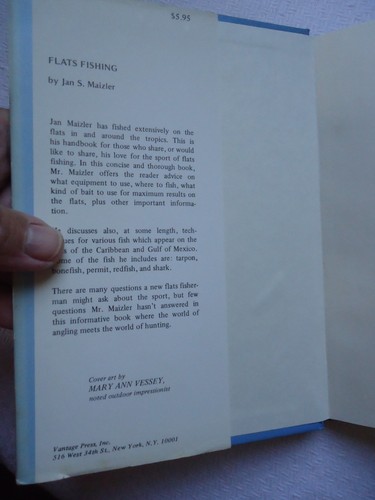 $5.95
FLATS FISHING
by Jan S. Maizler
Jan Maizler has fished extensively on the
flats in and around the tropics. This is
his handbook for those who share, or would
like to share, his love for the sport of flats
fishing. In this concise and thorough book,
Mr. Maizler offers the reader advice on
what equipment to use, where to fish, what
kind of bait to use for maximum results on
the flats, plus other important informa-
tion.
discusses also, at some length, tech-
ues for various fish which appear on the
of the Caribbean and Gulf of Mexico.
me of the fish he includes are: tarpon,
bonefish, permit, redfish, and shark.
There are many questions a new flats fisher-
man might ask about the sport, but few
questions Mr. Maizler hasn't answered in
this informative book where the world of
angling meets the world of hunting.
Cover art by
MARY ANN VESSEY,
noted outdoor impressionist
Vantage Press, Inc.
516 West 34th St., New York, N.Y. 10001